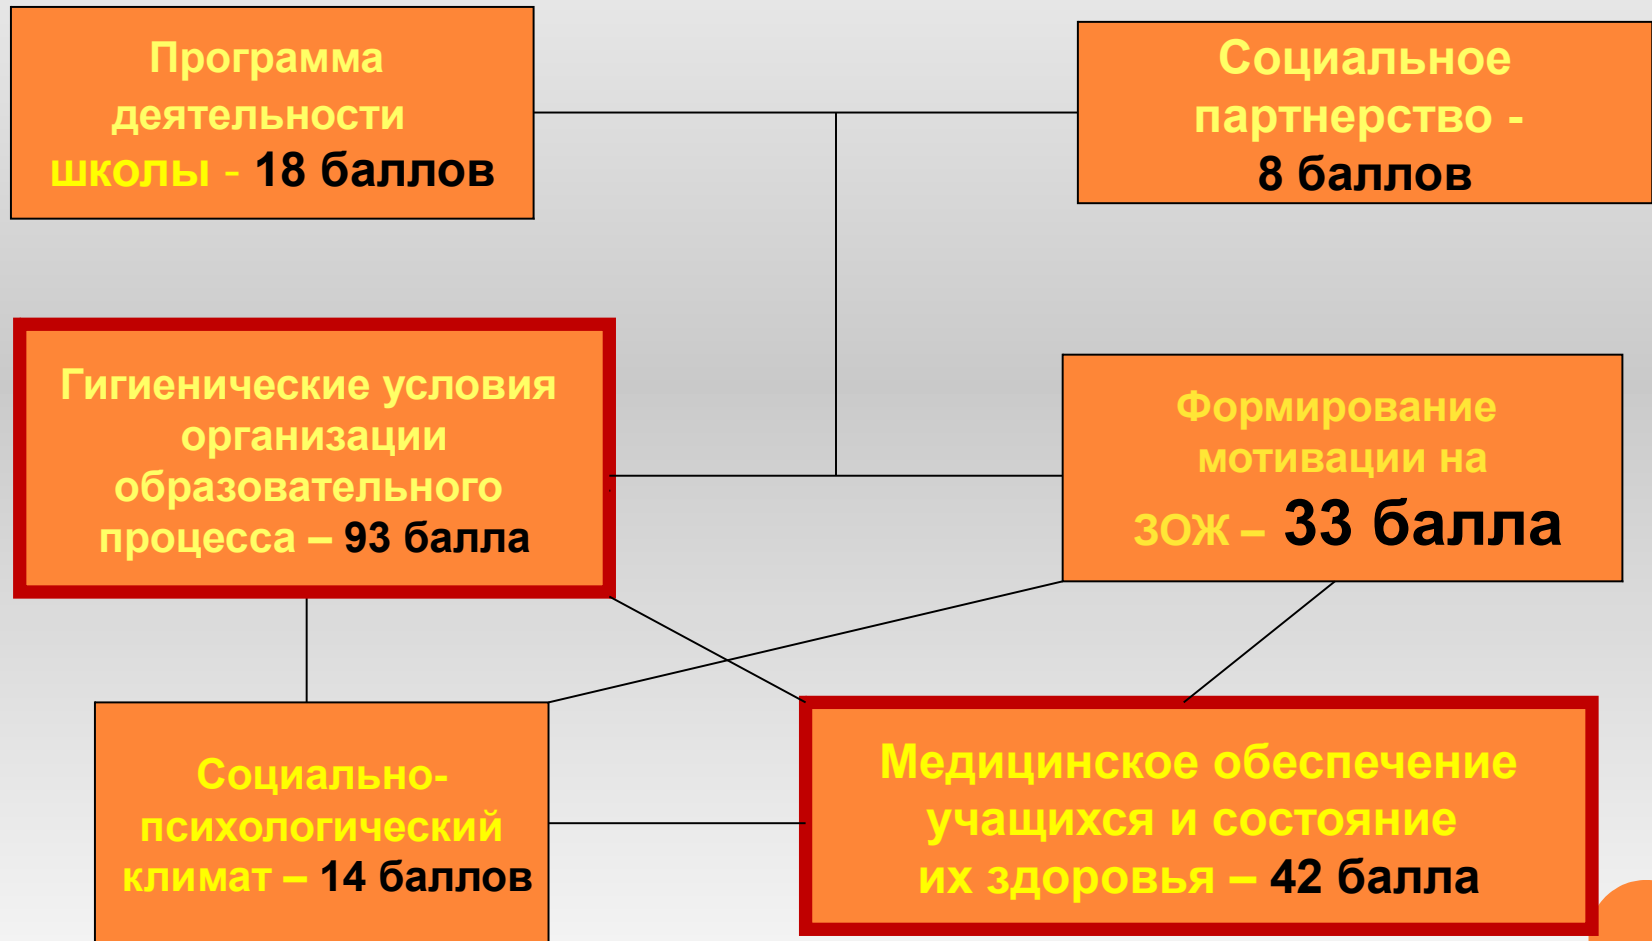 Программа
деятельности
школы - 18 баллов
Социальное
партнерство -
8 баллов
Гигиенические условия
организации
образовательного
процесса – 93 балла
Формирование
мотивации на
ЗОЖ – 33 балла
Социально-
психологический
климат – 14 баллов
Медицинское обеспечение
учащихся и состояние
их здоровья – 42 балла